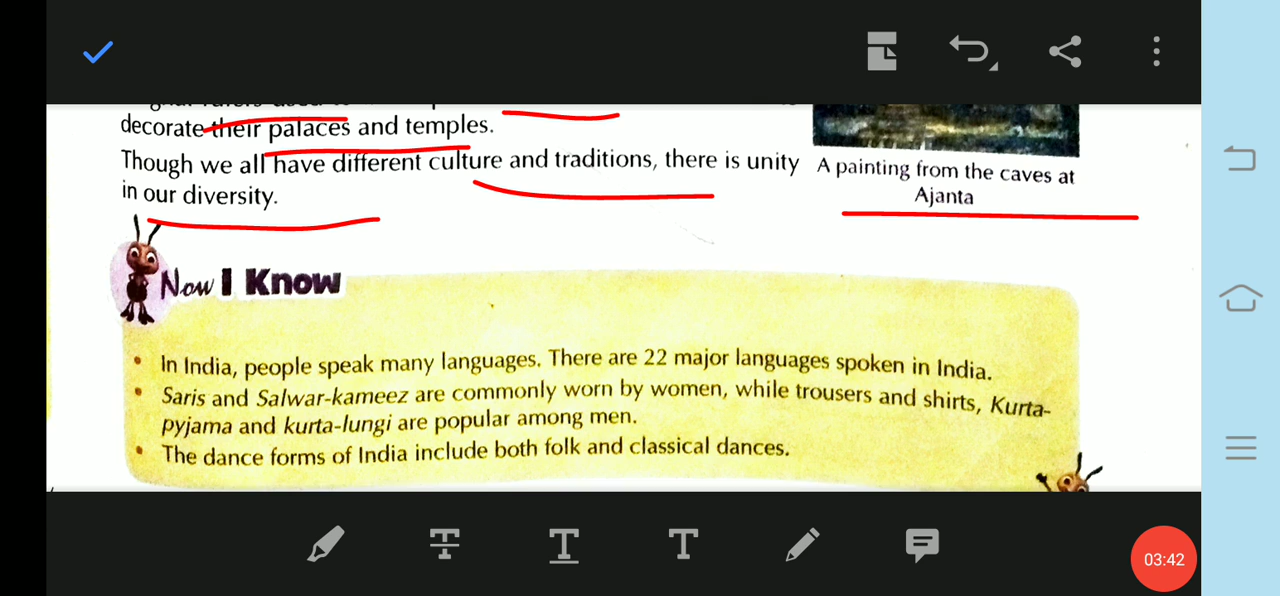 decorate their palaces and temples.
Though we all have different culture and traditions, there is unity
in our diversity.
A painting from the caves at
Ajanta
Now I Know
• In India, people speak many languages. There are 22 major languages spoken in India.
• Saris and Salwar-kameez are commonly worn by women, while trousers and shirts, Kurta-
pyjama and kurta-lungi are popular among men.
• The dance forms of India include both folk and classical dances.
T T T
03:42